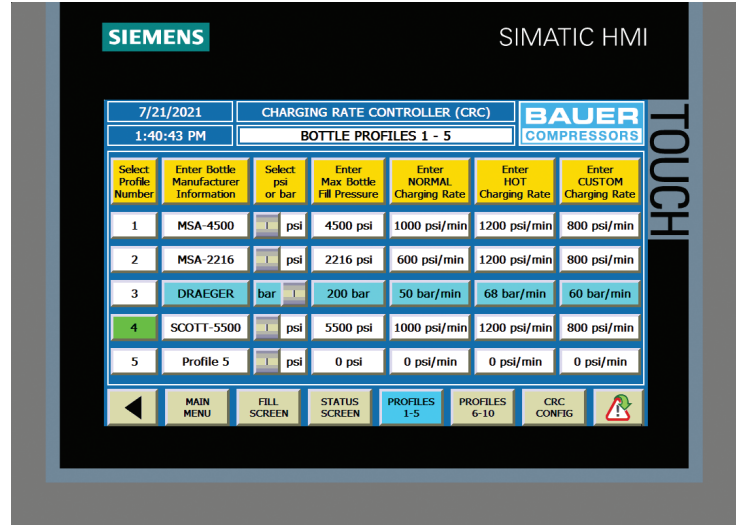 SIEMENS
SIMATIC HMI
TOUCH
7/21/2021
CHARGING RATE CONTROLLER (CRC)
BAUER
COMPRESSORS
1:40:43 PM
BOTTLE PROFILES 1 - 5
Select
Profile
Number
Enter Bottle
Manufacturer
Information
Select
psi
or bar
Enter
Max Bottle
Fill Pressure
Enter
NORMAL
Charging Rate
Enter
HOT
Charging Rate
Enter
CUSTOM
Charging Rate
1 MSA-4500 psi 4500 psi 1000 psi/min 1200 psi/min 800 psi/min
2 MSA-2216 psi 2216 psi 600 psi/min 1200 psi/min 800 psi/min
3 DRAEGER bar 200 bar 50 bar/min 68 bar/min 60 bar/min
4 SCOTT-5500 psi 5500 psi 1000 psi/min 1200 psi/min 800 psi/min
5 Profile 5 psi 0 psi 0 psi/min 0 psi/min 0 psi/min
MAIN
MENU
FILL
SCREEN
STATUS
SCREEN
PROFILES
1-5
PROFILES
6-10
CRC
CONFIG